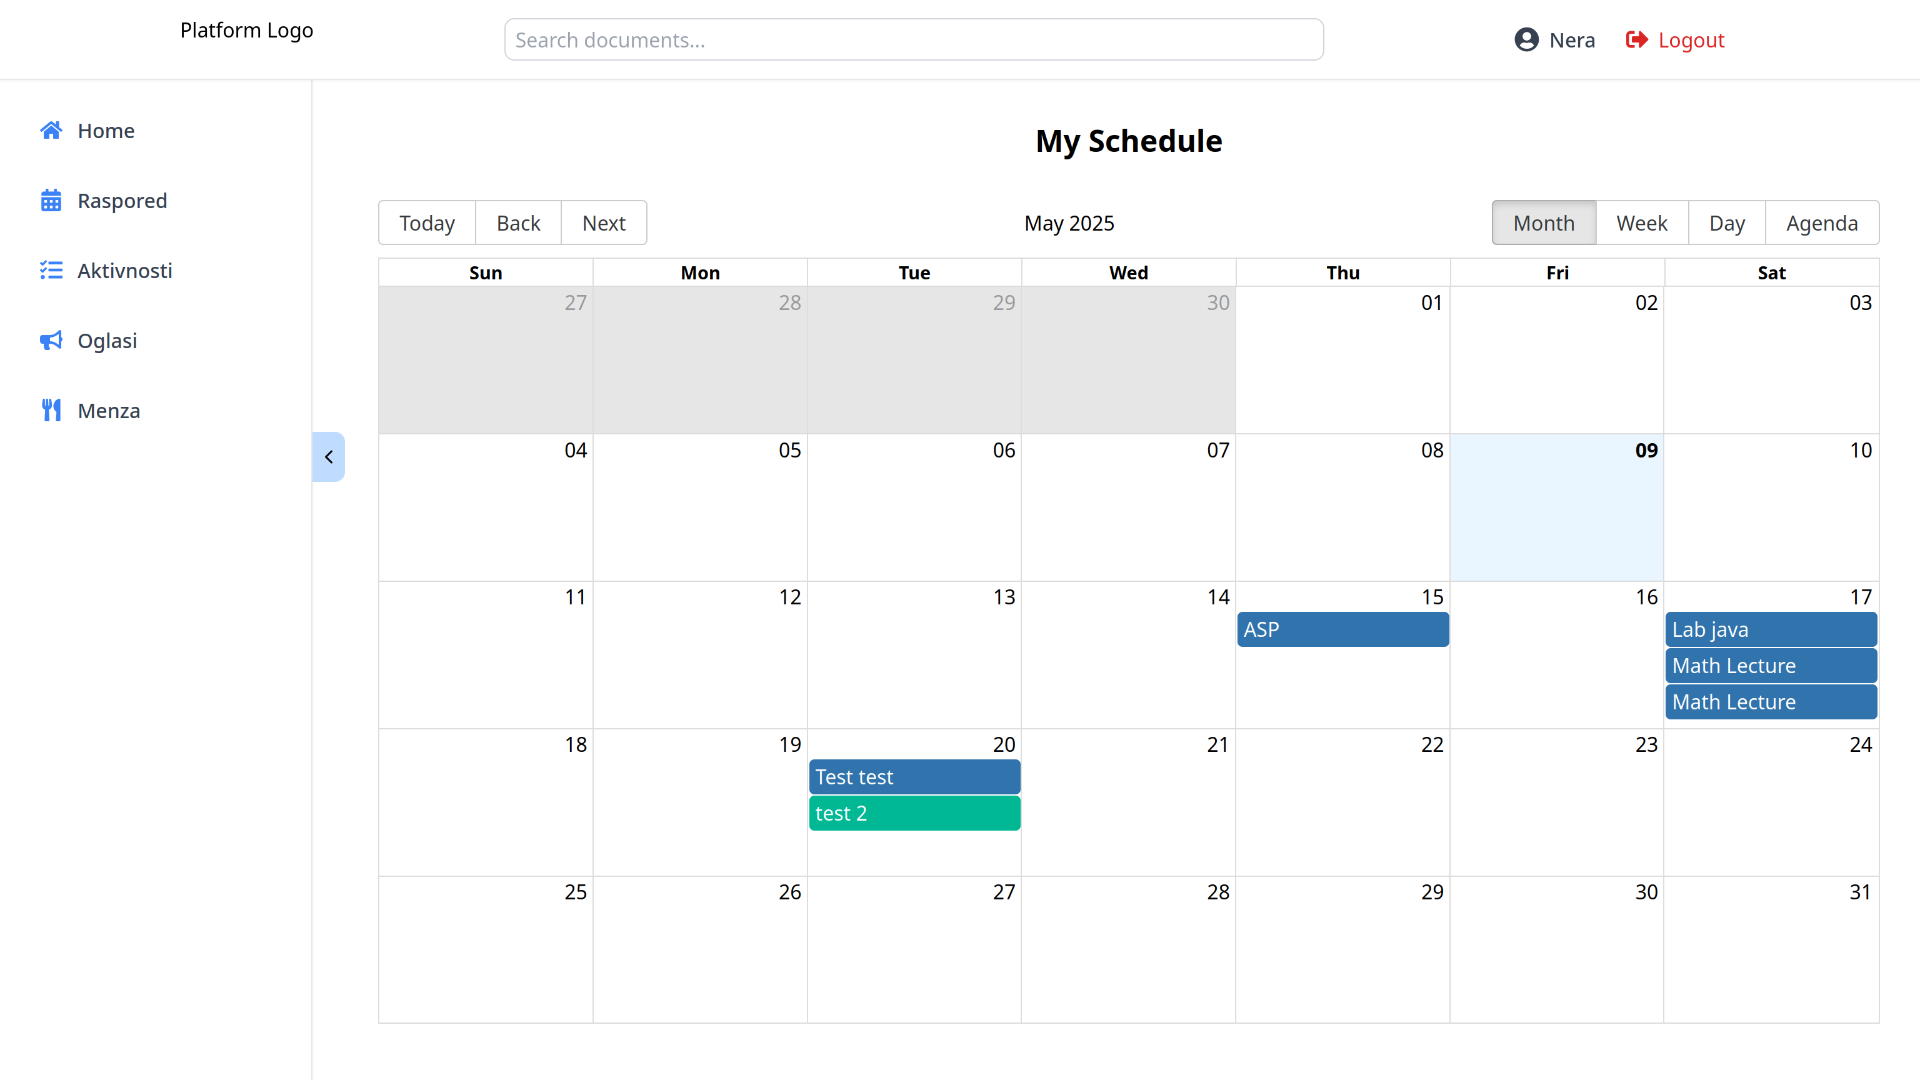 Platform Logo
Search documents...
Nera
Logout
Home
Raspored
Aktivnosti
Oglasi
Menza
My Schedule
Today Back Next
May 2025
Month Week Day Agenda
Sun Mon Tue Wed Thu Fri Sat
27 28 29 30 01 02 03
04 05 06 07 08 09 10
11 12 13 14 15 16 17
ASP
Lab java
Math Lecture
Math Lecture
18 19 20 21 22 23 24
Test test
test 2
25 26 27 28 29 30 31